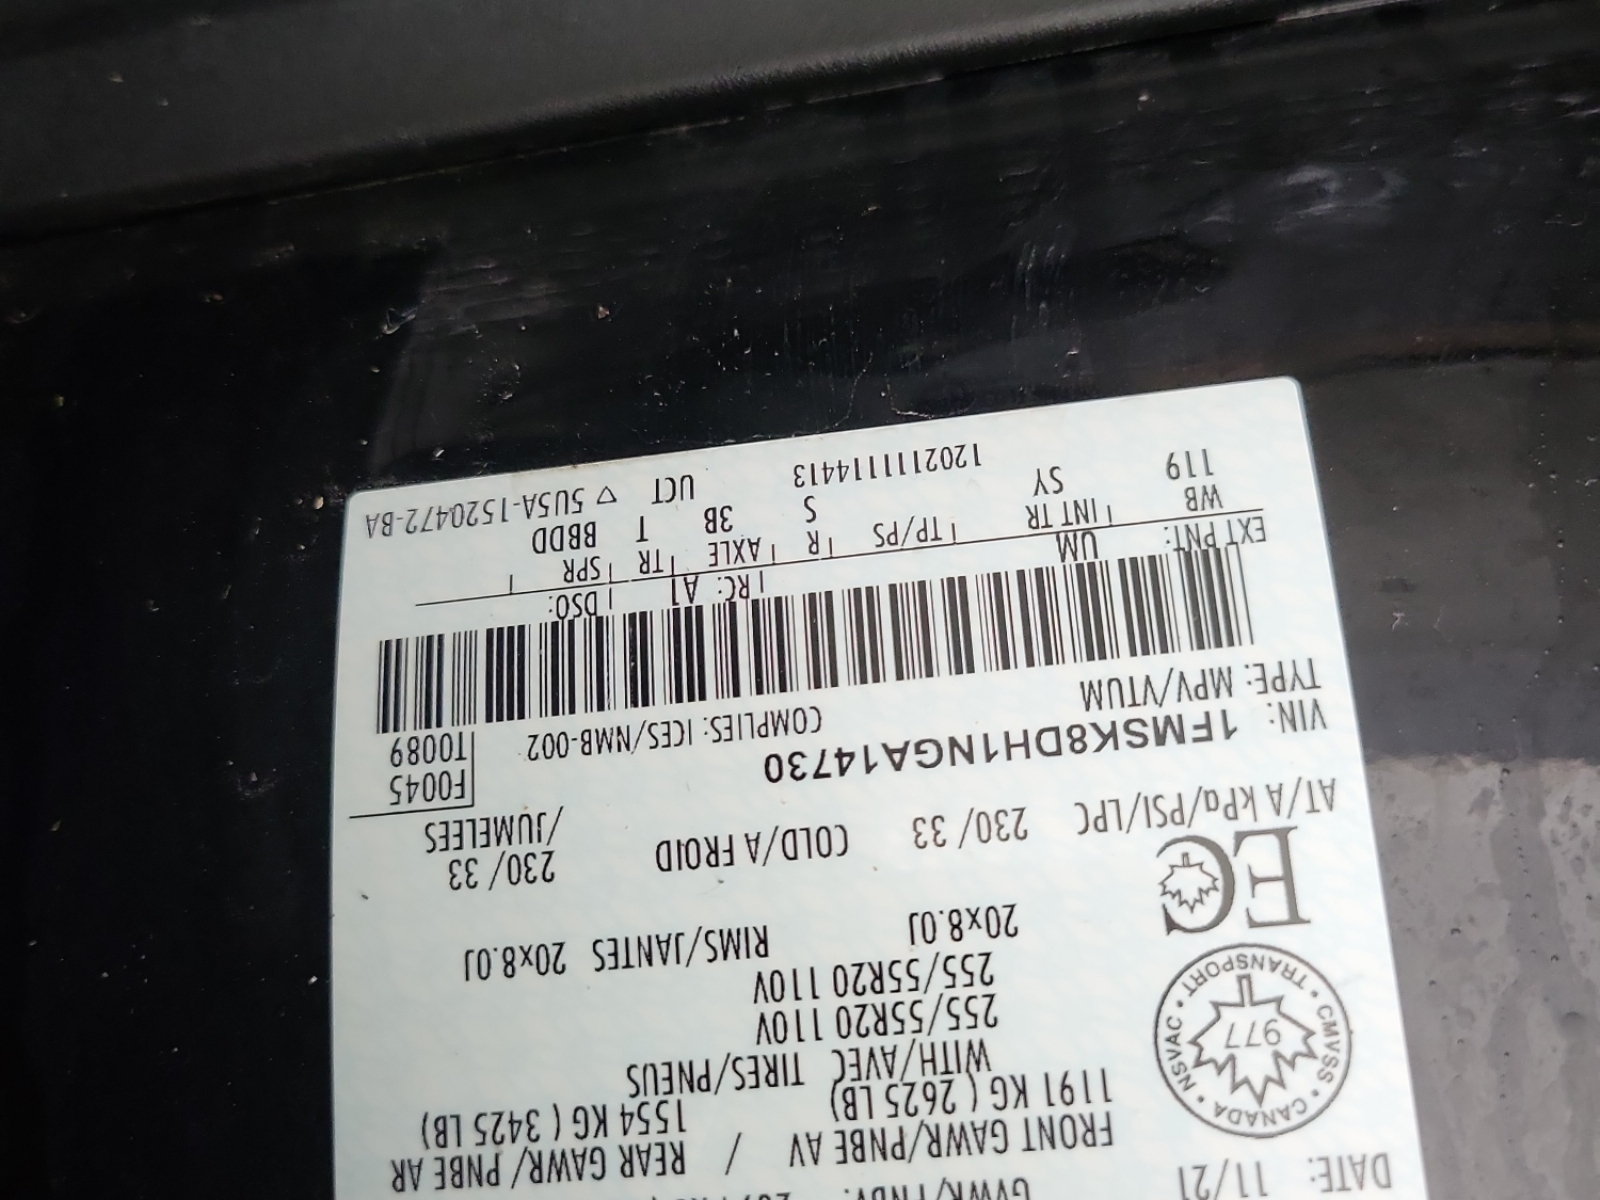 DATE: 11/21
GVWR/PNBV:
FRONT GAWR/PNBE AV / REAR GAWR/PNBE AR
1191 KG ( 2625 LB) 1554 KG ( 3425 LB)
WITH/AVEC TIRES/PNEUS
255/55R20 110V
255/55R20 110V
20x8.0J RIMS/JANTES 20x8.0J
CANADA • CMVSS • TRANSPORT • NSVAC •
977
EC
AT/A kPa/PSI/LPC 230/33 COLD/A FROID 230/33
/JUMELEES
VIN: 1FMSK8DH1NGA14730
F0045
TYPE: MPV/VTUM COMPLIES: ICES/NMB-002 T0089
EXT PNT: UM RC: A1 DSO:
WB INT TR TP/PS R AXLE TR SPR
119 SY S 3B T BBDD
120211114413 UCT ▽ 5U5A-1520472-BA